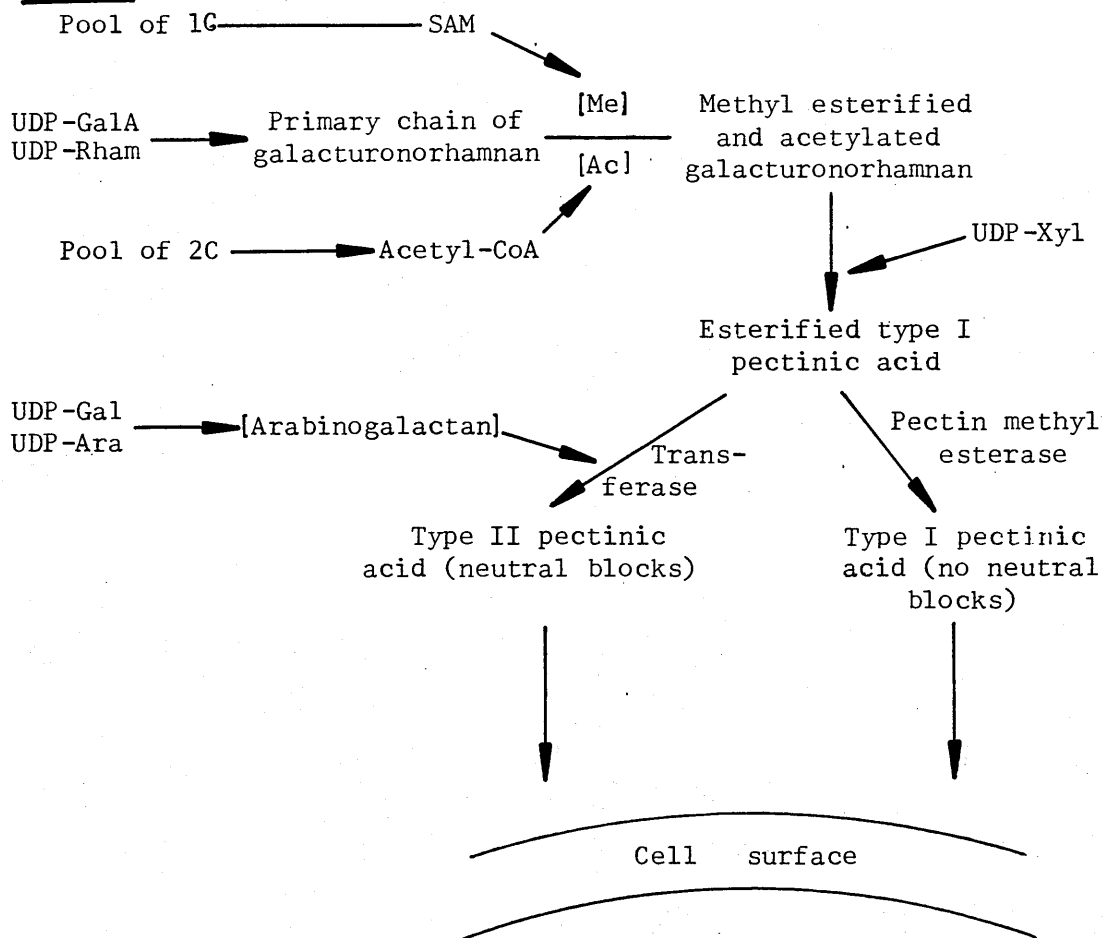 Pool of 1C SAM
[Me]
UDP-GalA
UDP-Rham
Primary chain of
galacturonorhamnan
Methyl esterified
and acetylated
galacturonorhamnan
[Ac]
Pool of 2C Acetyl-CoA
UDP-Xyl
Esterified type I
pectinic acid
UDP-Gal
UDP-Ara
[Arabinogalactan]
Trans-
ferase
Pectin methyl
esterase
Type II pectinic
acid (neutral blocks)
Type I pectinic
acid (no neutral
blocks)
Cell surface